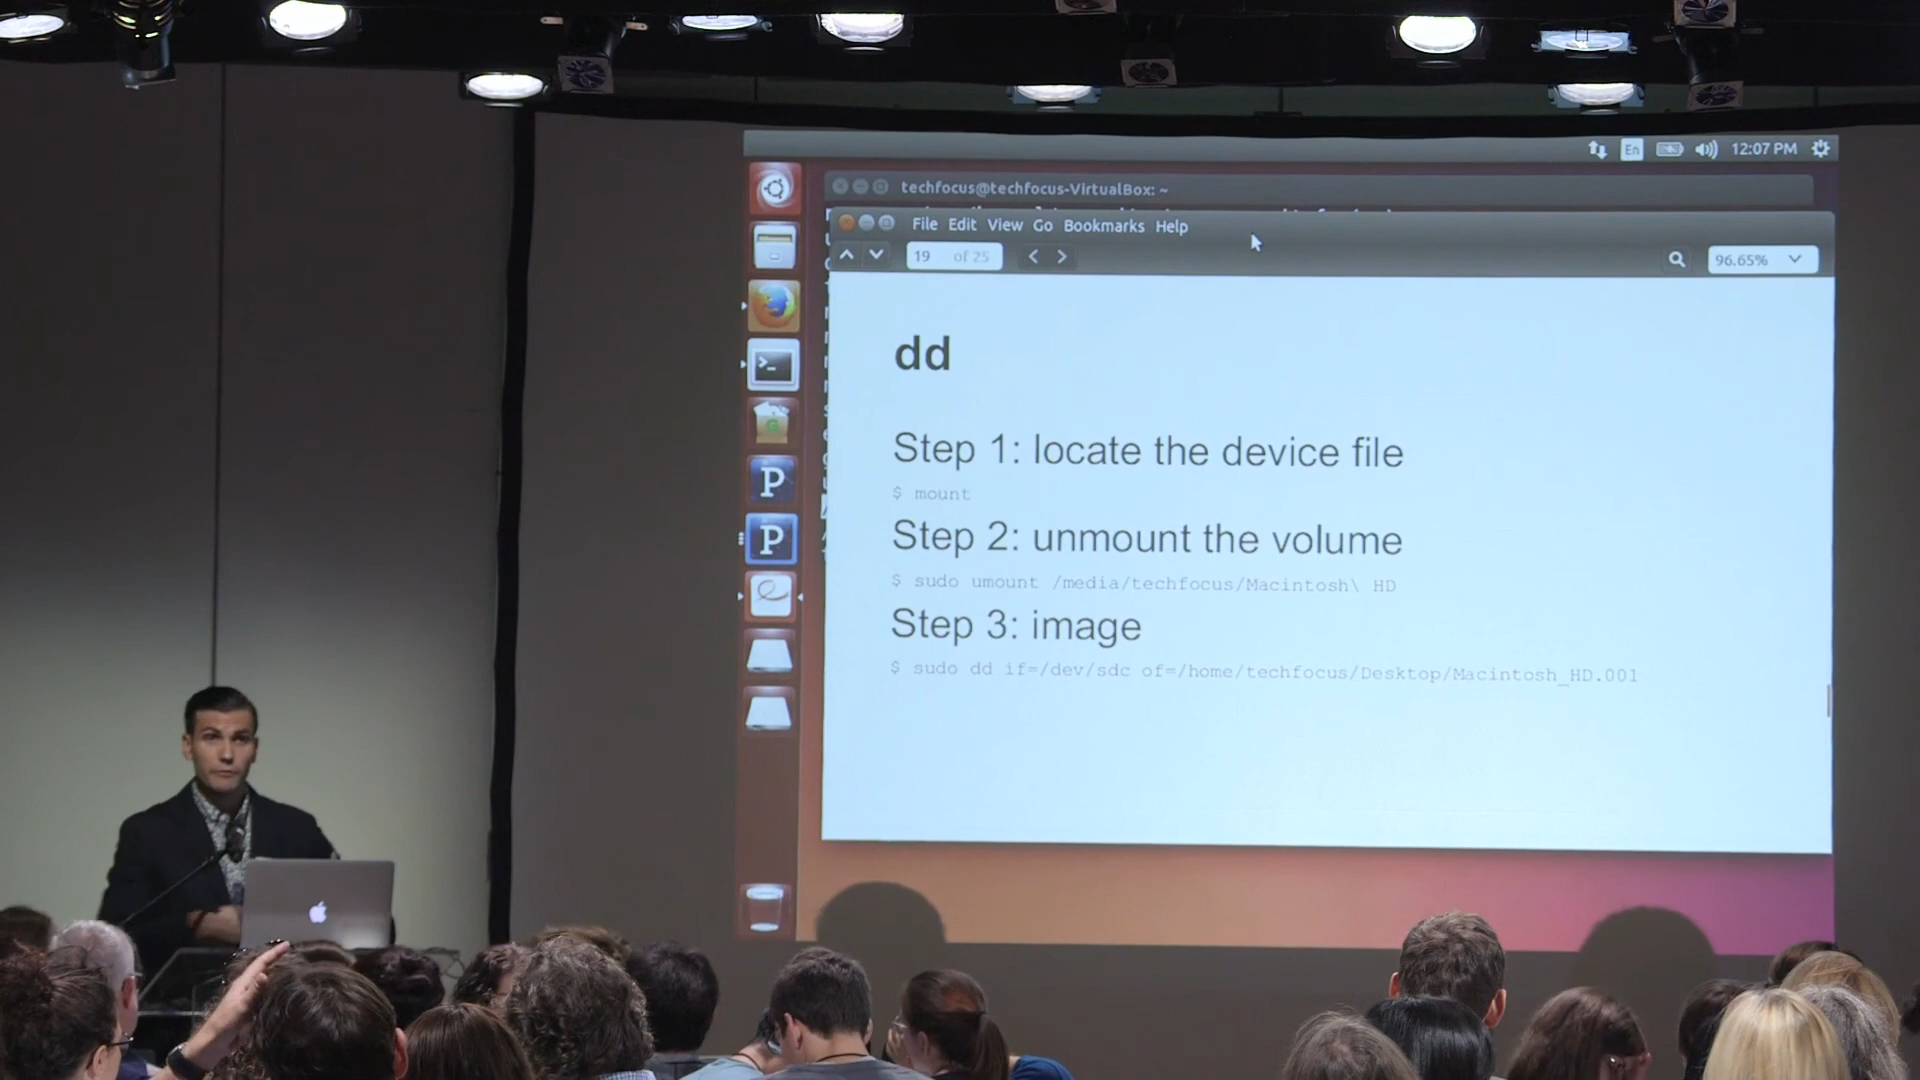 En 12:07 PM
techfocus@techfocus-VirtualBox: ~
File Edit View Go Bookmarks Help
19 of 25
96.65%
dd
Step 1: locate the device file
$ mount
Step 2: unmount the volume
$ sudo umount /media/techfocus/Macintosh\ HD
Step 3: image
$ sudo dd if=/dev/sdc of=/home/techfocus/Desktop/Macintosh_HD.001
>_
G
P
P